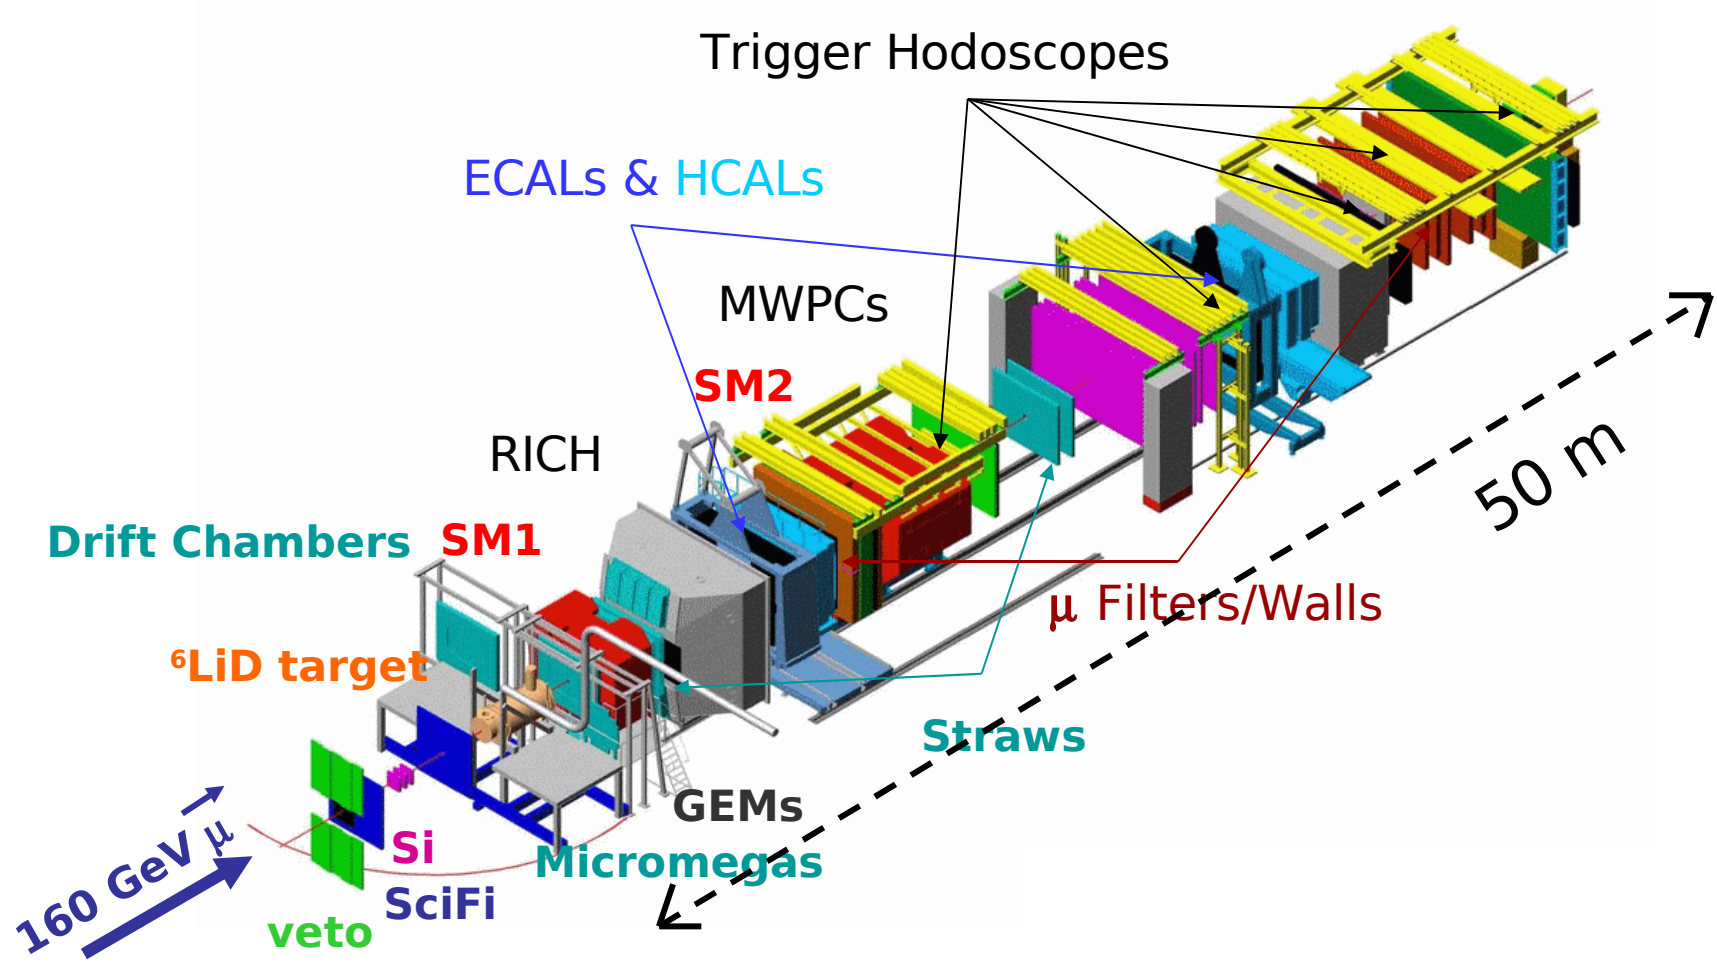 Trigger Hodoscopes
ECALs & HCALs
MWPCs
SM2
RICH
Drift Chambers
SM1
50 m
μ Filters/Walls
⁶LiD target
Straws
GEMs
Si
Micromegas
160 GeV μ
SciFi
veto